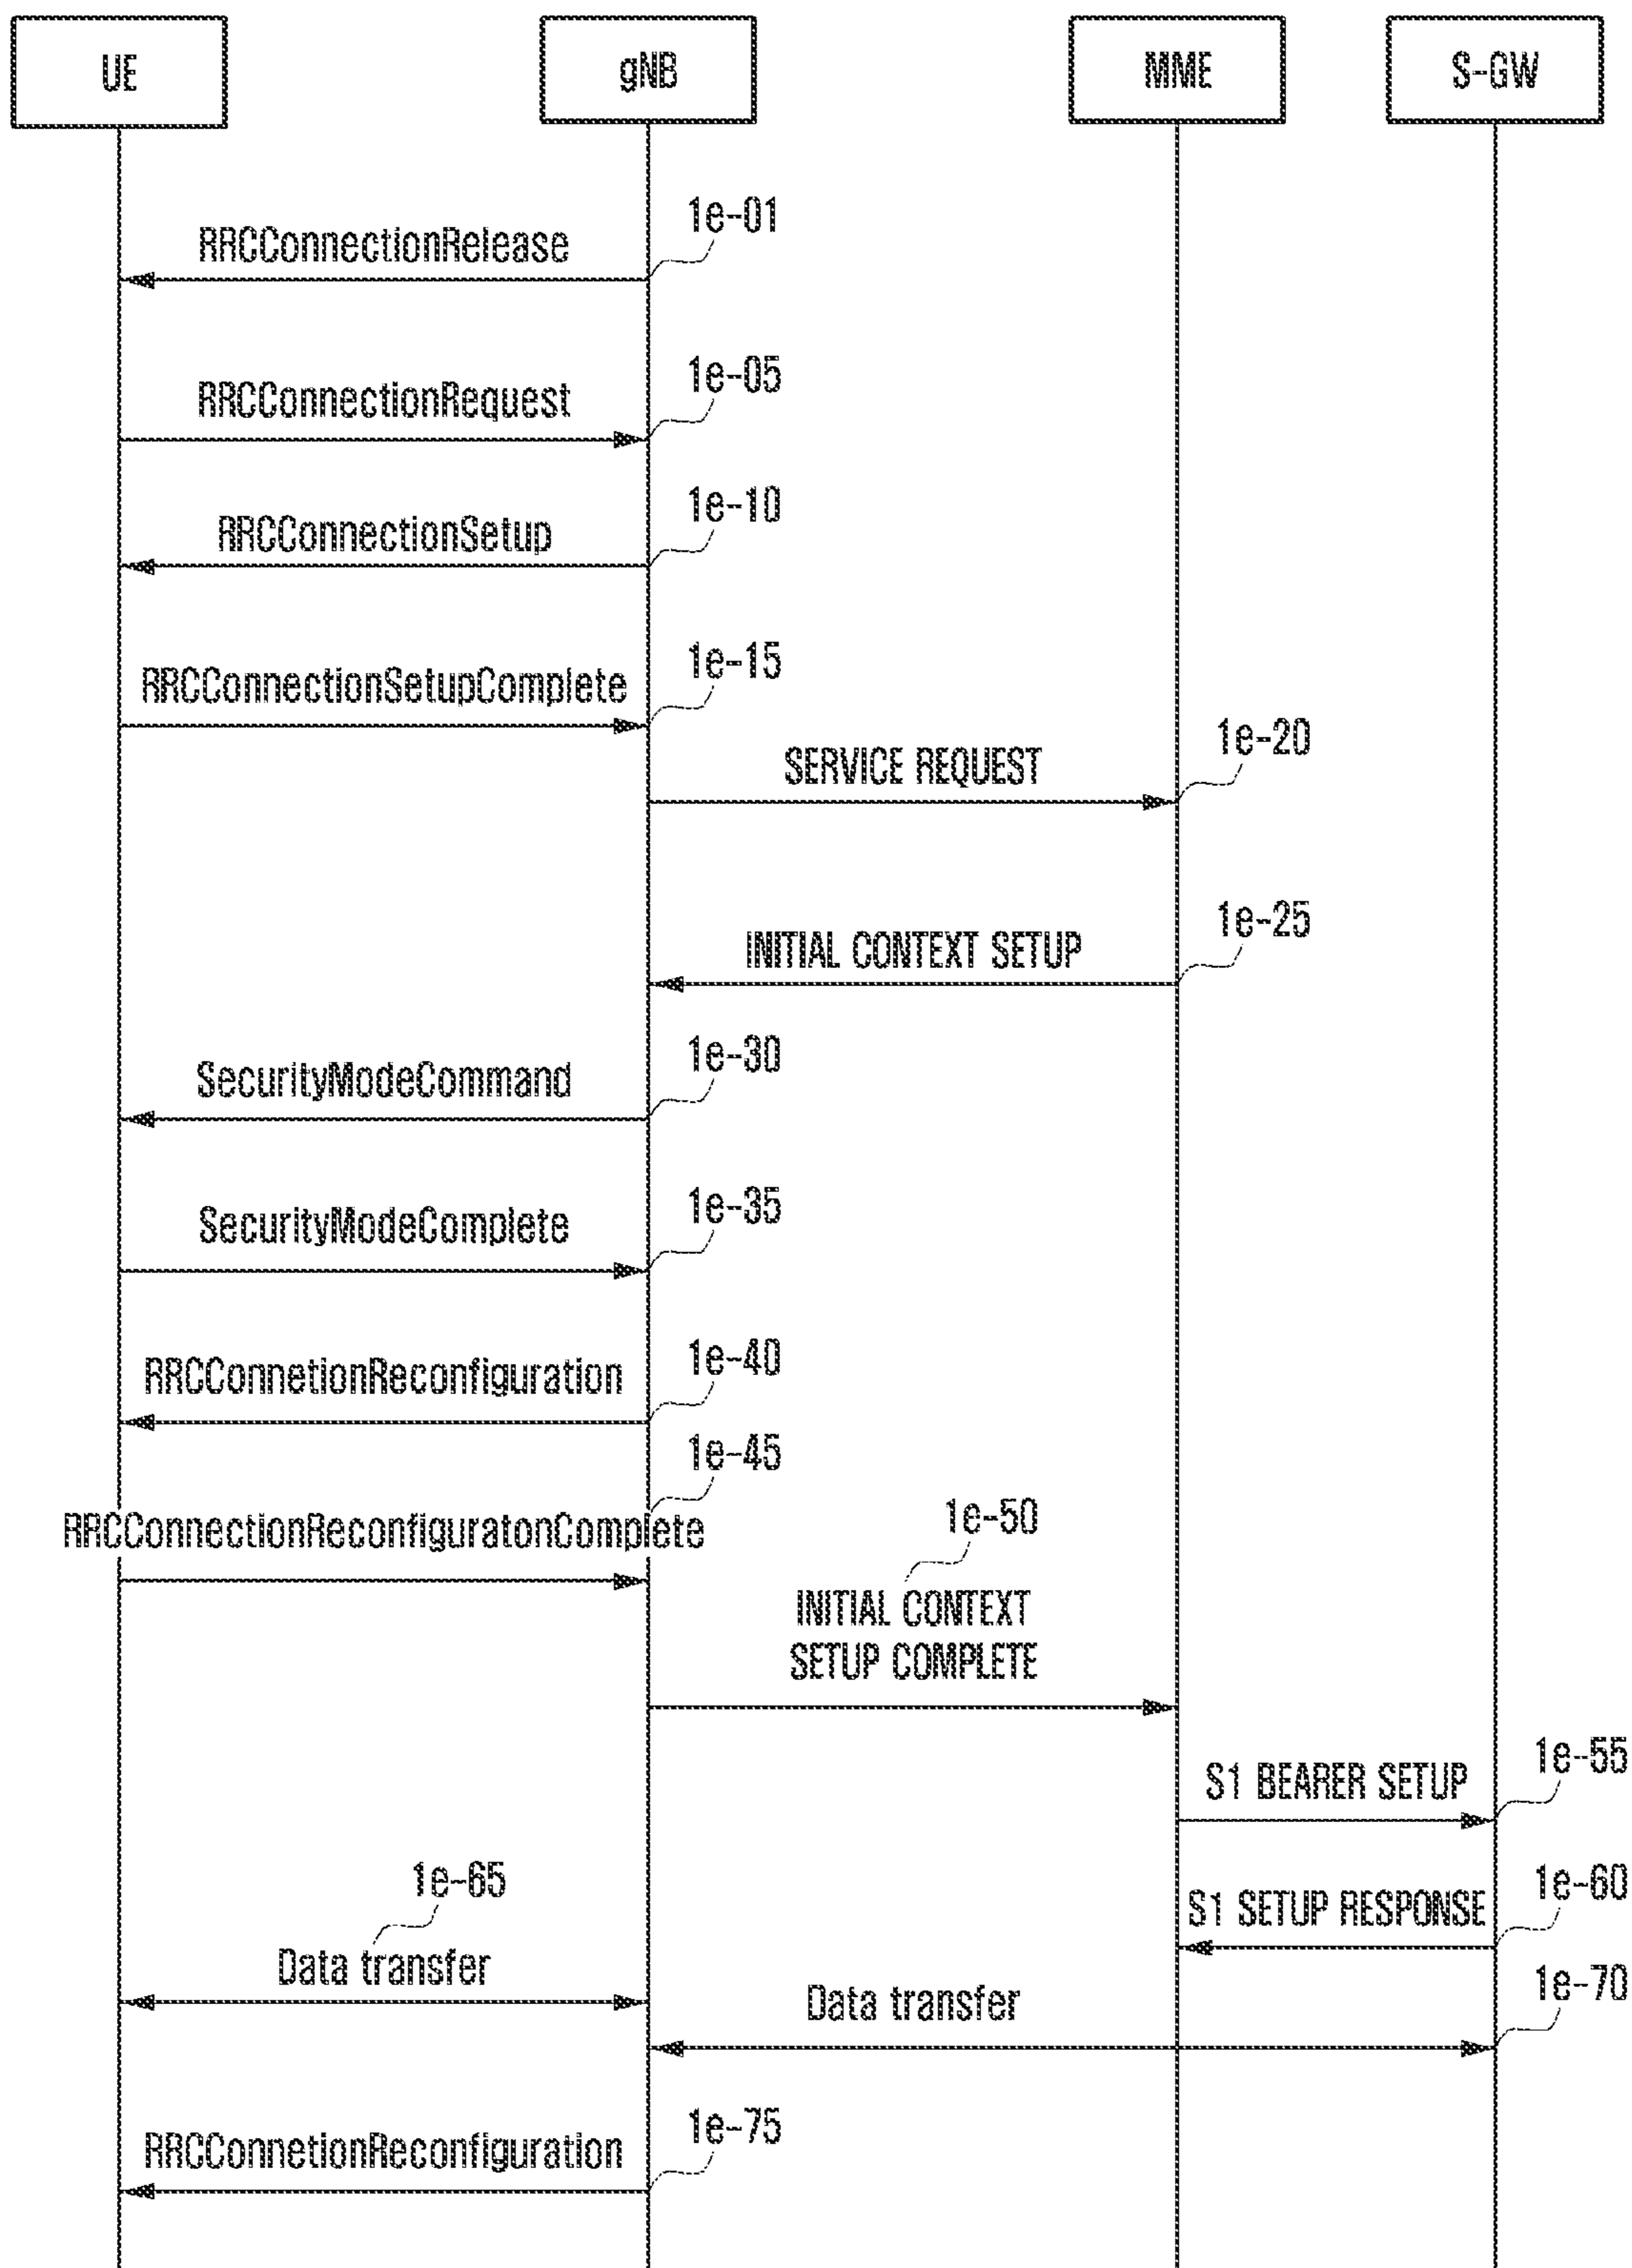 UE
gNB
MME
S-GW
1e-01
RRCConnectionRelease
1e-05
RRCConnectionRequest
1e-10
RRCConnectionSetup
1e-15
RRCConnectionSetupComplete
1e-20
SERVICE REQUEST
1e-25
INITIAL CONTEXT SETUP
1e-30
SecurityModeCommand
1e-35
SecurityModeComplete
1e-40
RRCConnetionReconfiguration
1e-45
RRCConnectionReconfiguratonComplete
1e-50
INITIAL CONTEXT
SETUP COMPLETE
1e-55
S1 BEARER SETUP
1e-60
S1 SETUP RESPONSE
1e-65
Data transfer
1e-70
Data transfer
1e-75
RRCConnetionReconfiguration